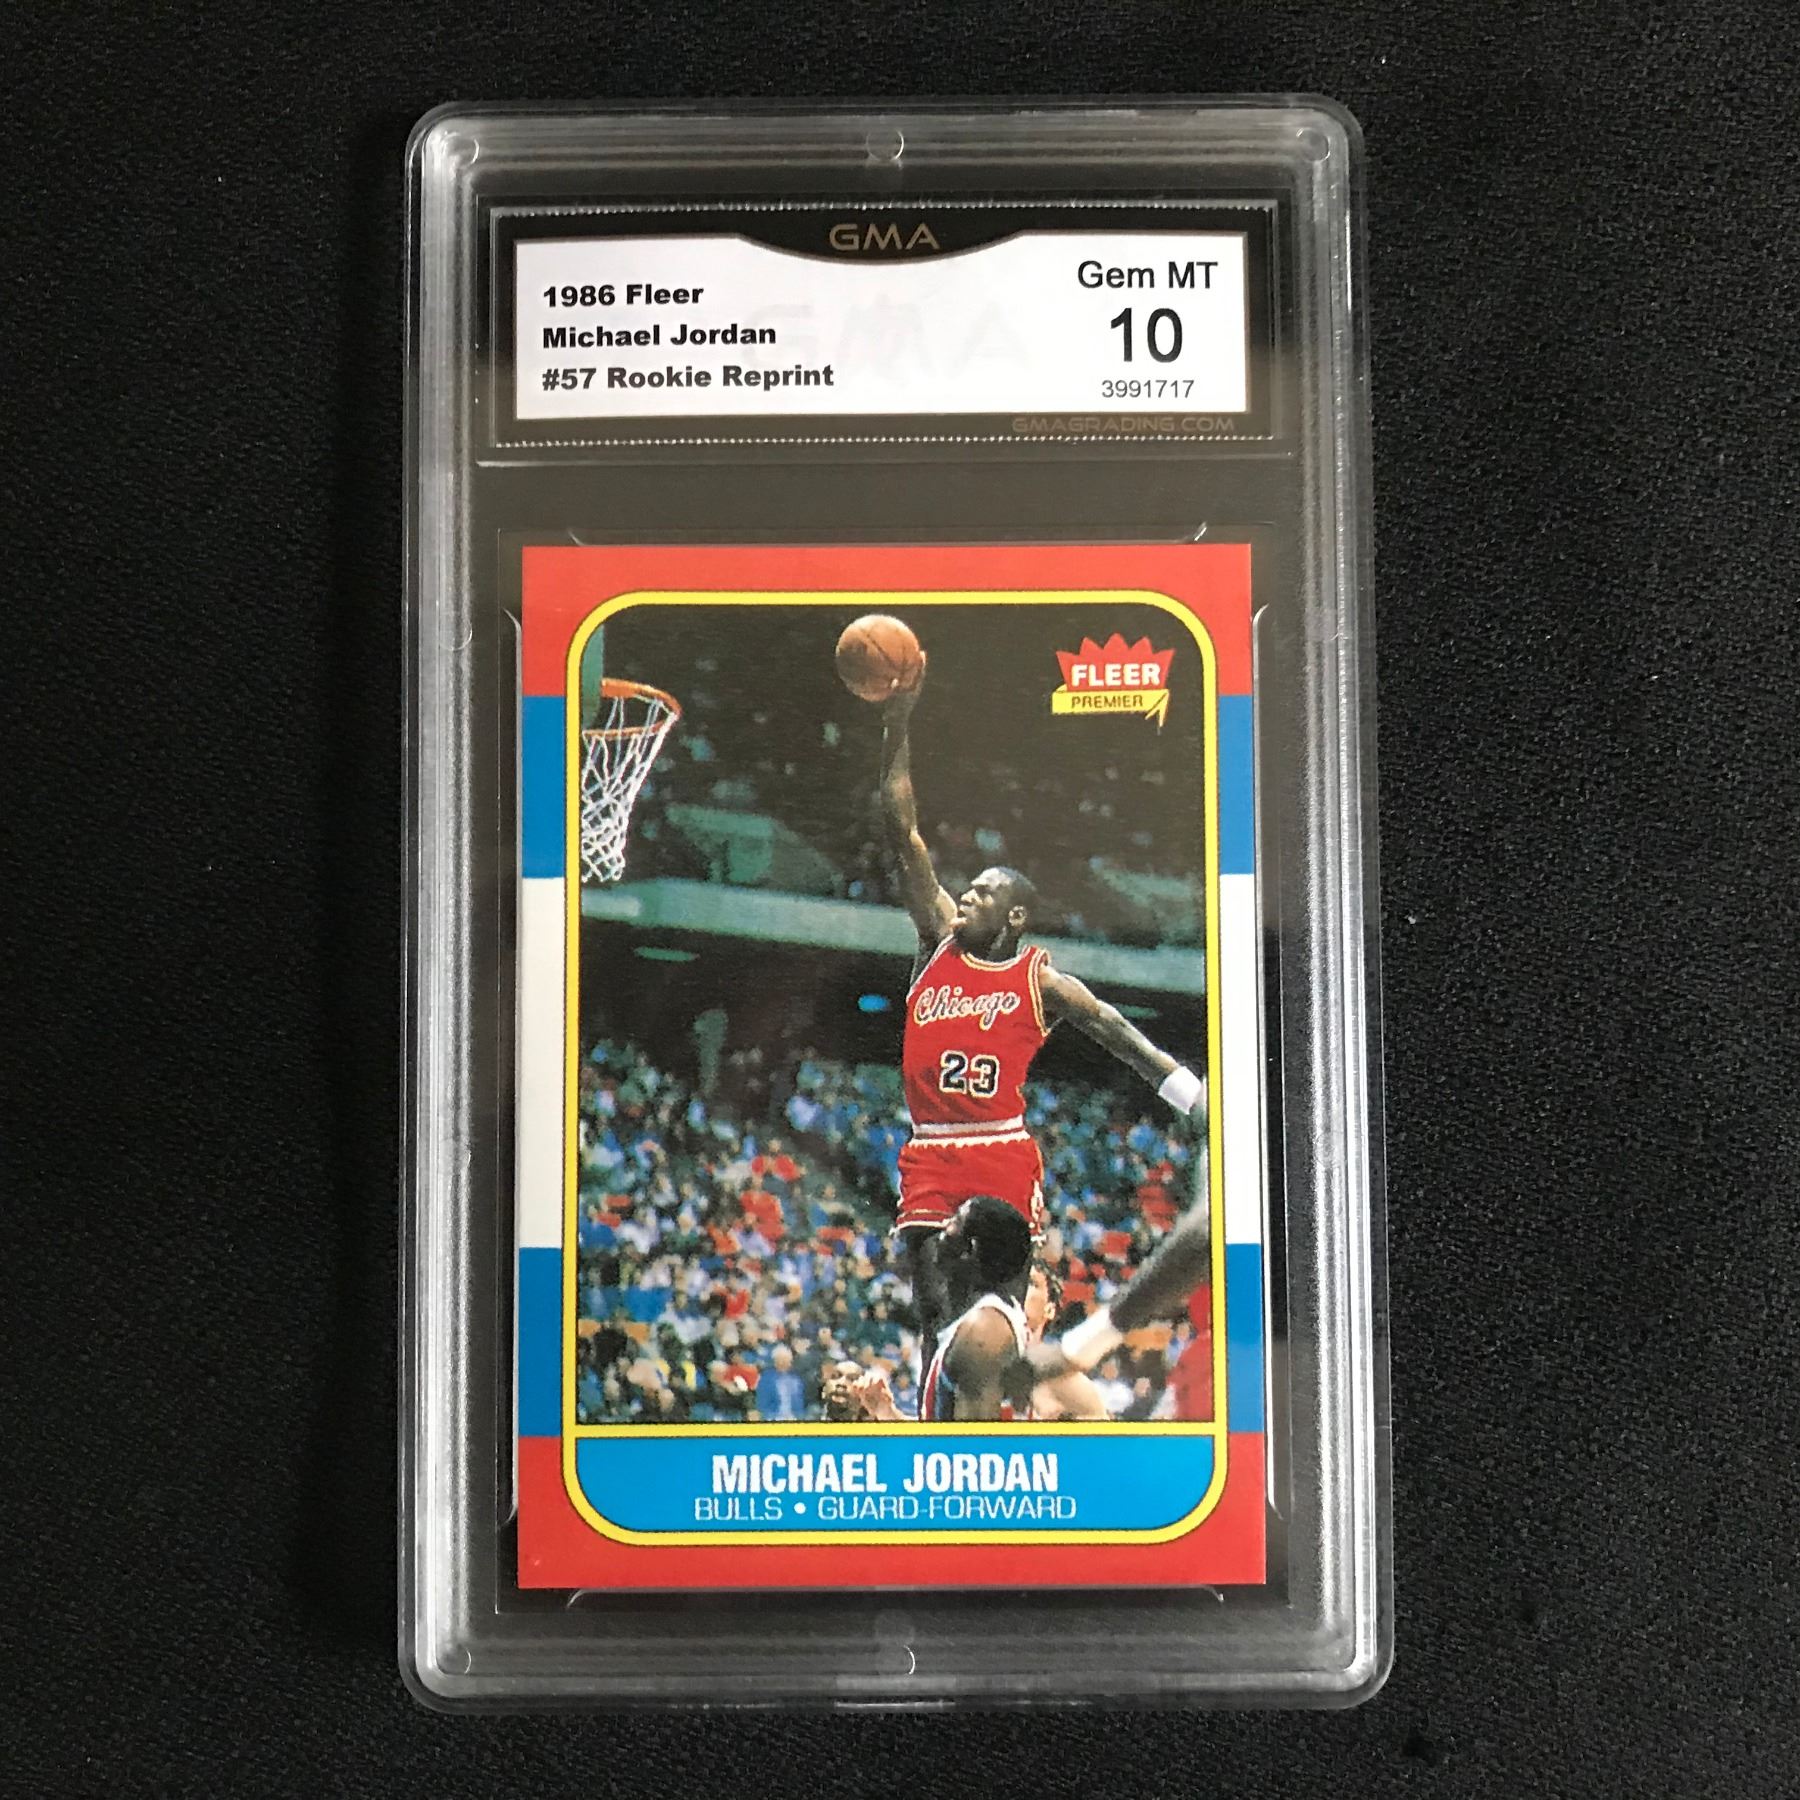 GMA
1986 Fleer
Michael Jordan
#57 Rookie Reprint
Gem MT
10
3991717
GMAGRADING.COM
FLEER
PREMIER
Chicago
23
MICHAEL JORDAN
BULLS • GUARD-FORWARD